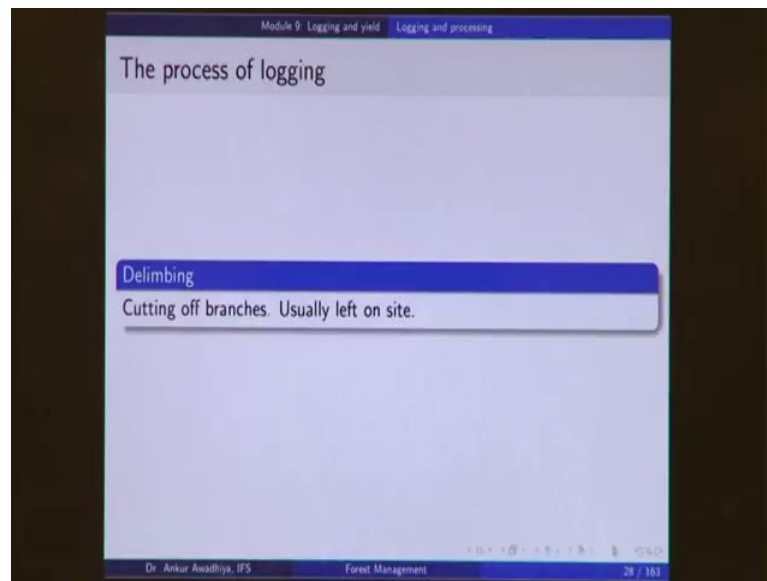 Module 9: Logging and yield Logging and processing
The process of logging
Delimbing
Cutting off branches. Usually left on site.
Dr. Ankur Awadhiya, IFS Forest Management 28 / 163